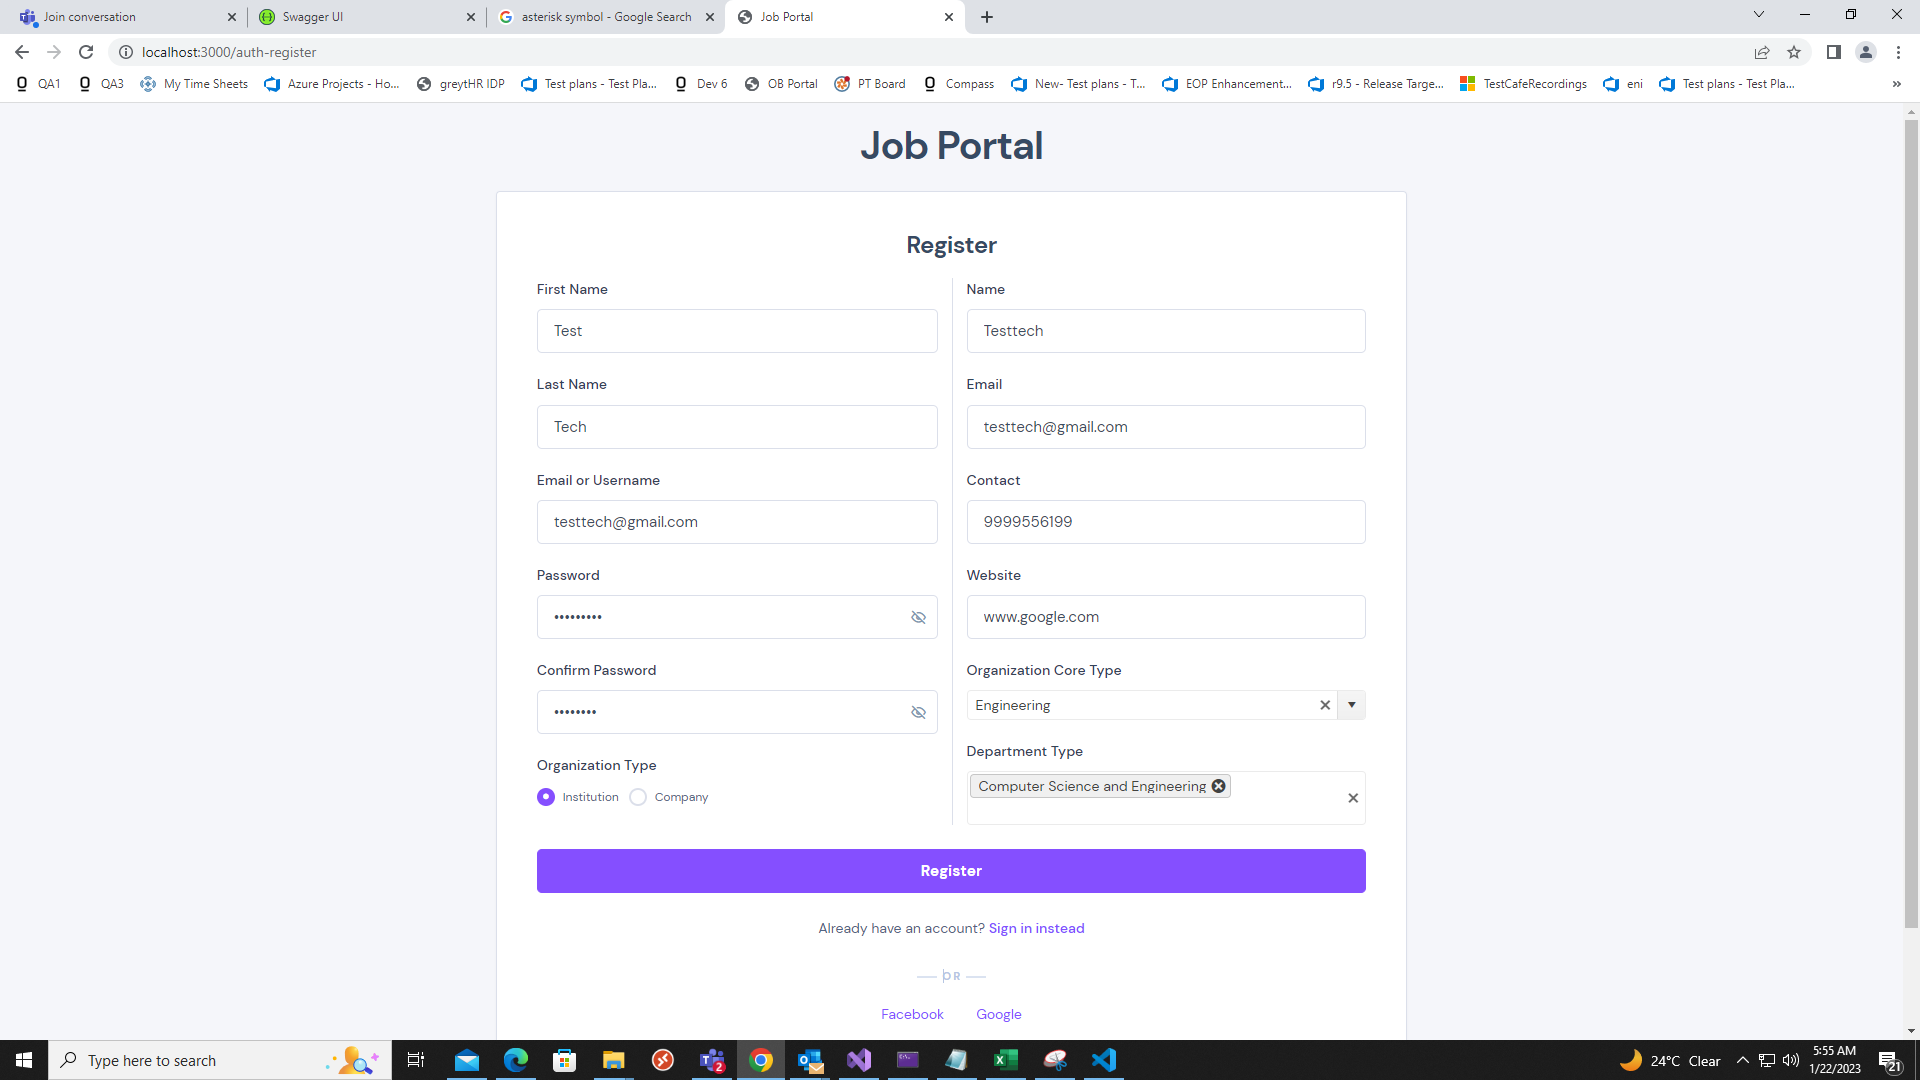 Join conversation
Swagger UI
asterisk symbol - Google Search
Job Portal
localhost:3000/auth-register
QA1
QA3
My Time Sheets
Azure Projects - Ho...
greytHR IDP
Test plans - Test Pla...
Dev 6
OB Portal
PT Board
Compass
New- Test plans - T...
EOP Enhancement...
r9.5 - Release Targe...
TestCafeRecordings
eni
Test plans - Test Pla...
»
Job Portal
Register
First Name
Test
Last Name
Tech
Email or Username
testtech@gmail.com
Password
•••••••••
Confirm Password
••••••••
Organization Type
Institution
Company
Name
Testtech
Email
testtech@gmail.com
Contact
9999556199
Website
www.google.com
Organization Core Type
Engineering
Department Type
Computer Science and Engineering
Register
Already have an account? Sign in instead
OR
Facebook
Google
Type here to search
2
24°C Clear
5:55 AM
1/22/2023
21